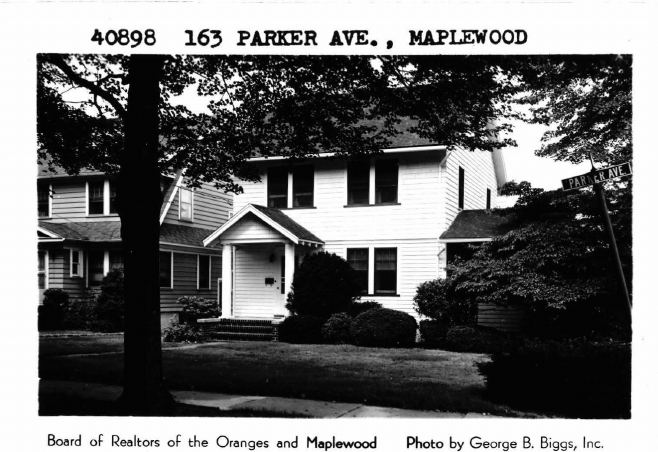 40898 163 PARKER AVE., MAPLEWOOD
PARKER AVE.
Board of Realtors of the Oranges and Maplewood Photo by George B. Biggs, Inc.